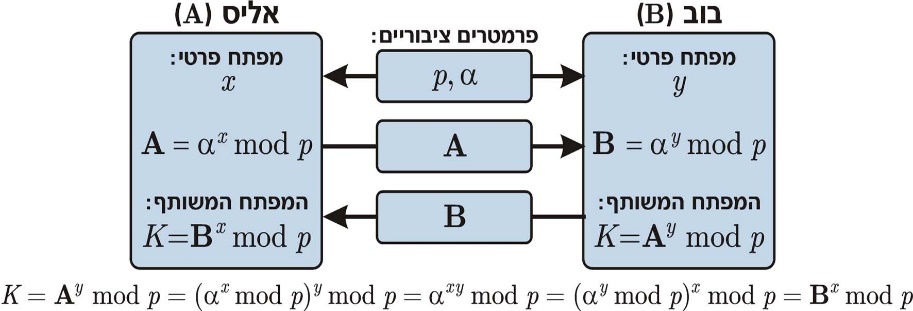 אליס (A)
בוב (B)
פרמטרים ציבוריים:
מפתח פרטי:
x
p, α
מפתח פרטי:
y
A = α^x mod p
A
B = α^y mod p
המפתח המשותף:
K=B^x mod p
B
המפתח המשותף:
K=A^y mod p
K = A^y mod p = (α^x mod p)^y mod p = α^xy mod p = (α^y mod p)^x mod p = B^x mod p